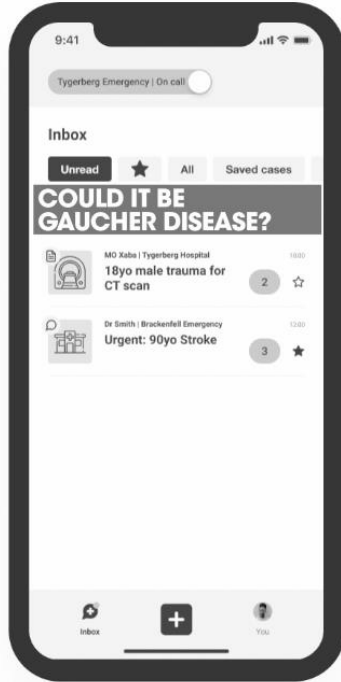 9:41
Tygerberg Emergency | On call
Inbox
Unread All Saved cases
COULD IT BE
GAUCHER DISEASE?
MO Xaba | Tygerberg Hospital
18yo male trauma for
CT scan
2
Dr Smith | Brackenfell Emergency
Urgent: 90yo Stroke
3
Inbox
You